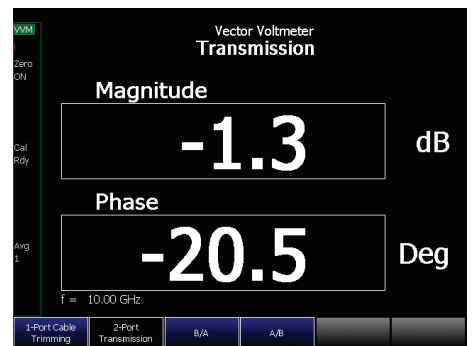 VVM
Vector Voltmeter
Transmission
Zero
ON
Magnitude
-1.3 dB
Cal
Rdy
Phase
-20.5 Deg
Avg
1
f = 10.00 GHz
1-Port Cable
Trimming
2-Port
Transmission
B/A
A/B